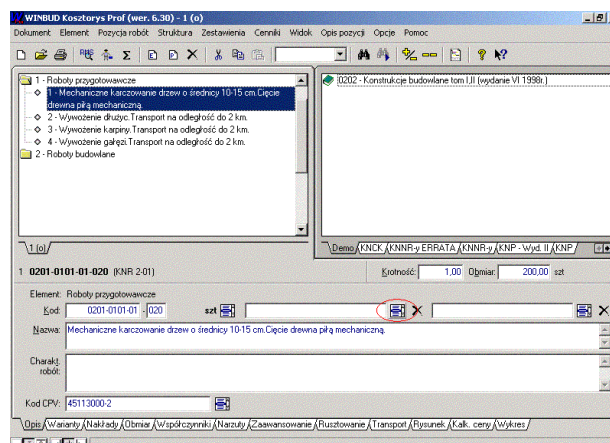 WINBUD Kosztorys Prof (wer. 6.30) - 1 (o)
Dokument Element Pozycja robót Struktura Zestawienia Cenniki Widok Opis pozycji Opcje Pomoc
1 - Roboty przygotowawcze
1 - Mechaniczne karczowanie drzew o średnicy 10-15 cm.Cięcie
drewna piłą mechaniczną.
2 - Wywożenie dłużyc.Transport na odległość do 2 km.
3 - Wywożenie karpiny.Transport na odległość do 2 km.
4 - Wywożenie gałęzi.Transport na odległość do 2 km.
2 - Roboty budowlane
0202 - Konstrukcje budowlane tom I,II (wydanie VI 1998r.)
1 (o)
Demo KNCK KNNR-y ERRATA KNNR-y KNP - Wyd. II KNP
1 0201-0101-01-020 (KNR 2-01)
Krotność: 1,00 Obmiar: 200,00 szt
Element: Roboty przygotowawcze
Kod: 0201-0101-01 - 020 szt
Nazwa: Mechaniczne karczowanie drzew o średnicy 10-15 cm.Cięcie drewna piłą mechaniczną.
Charakt. robót:
Kod CPV: 45113000-2
Opis Warianty Nakłady Obmiar Współczynniki Narzuty Zaawansowanie Rusztowanie Transport Rysunek Kalk. ceny Wykres